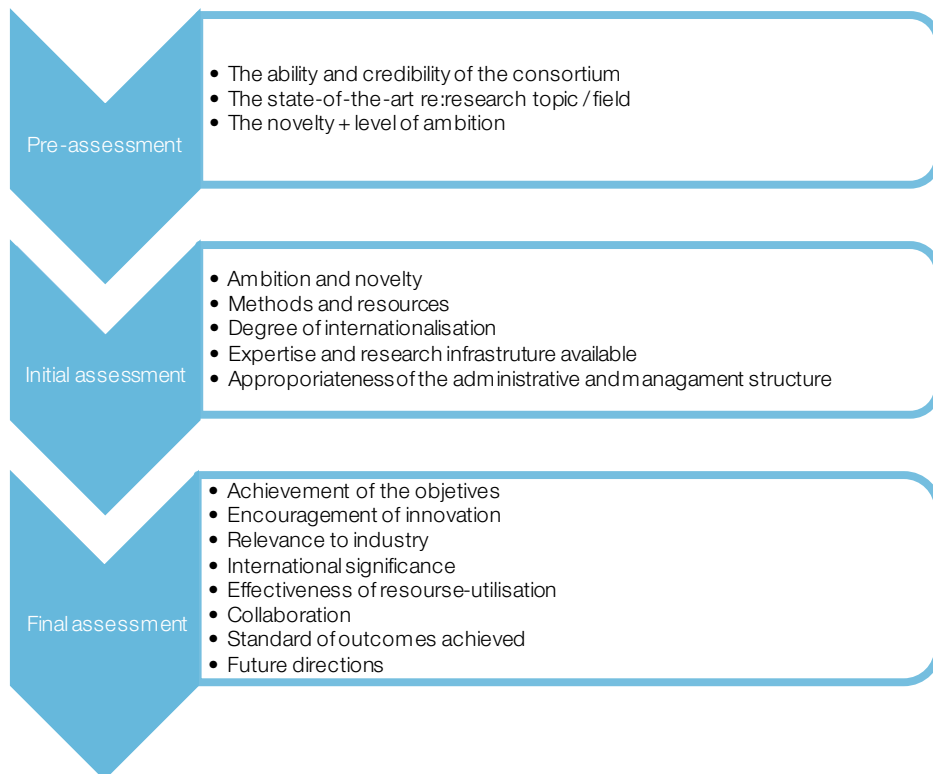 Pre-assessment
• The ability and credibility of the consortium
• The state-of-the-art re:research topic / field
• The novelty + level of ambition
Initial assessment
• Ambition and novelty
• Methods and resources
• Degree of internationalisation
• Expertise and research infrastruture available
• Approporiateness of the administrative and managament structure
Final assessment
• Achievement of the objetives
• Encouragement of innovation
• Relevance to industry
• International significance
• Effectiveness of resourse-utilisation
• Collaboration
• Standard of outcomes achieved
• Future directions